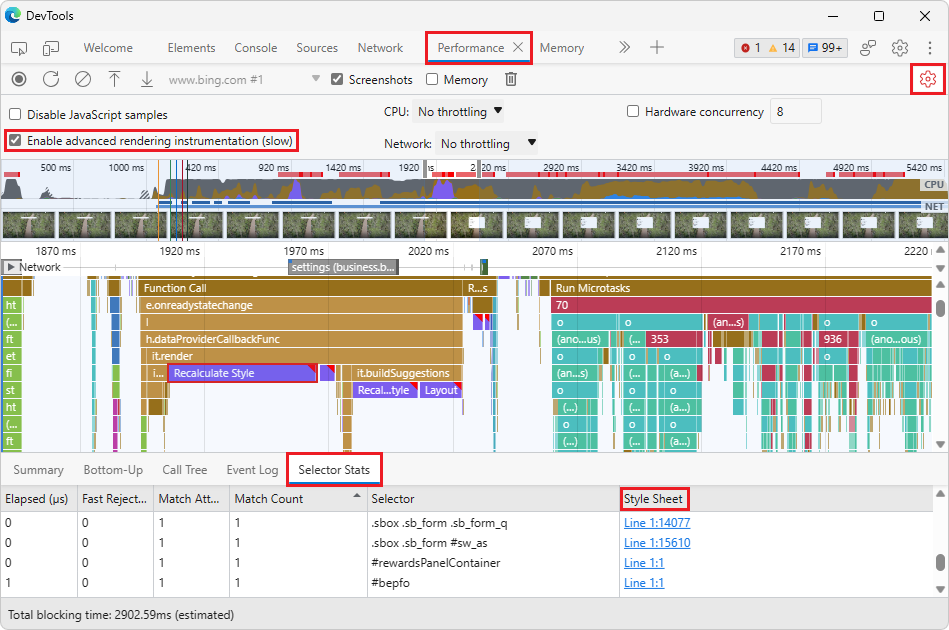 DevTools
Welcome Elements Console Sources Network Performance Memory 1 14 99+
www.bing.com #1 Screenshots Memory
Disable JavaScript samples CPU: No throttling Hardware concurrency 8
Enable advanced rendering instrumentation (slow) Network: No throttling
500 ms 1000 ms 420 ms 920 ms 1420 ms 1920 2 20 ms 2920 ms 3420 ms 3920 ms 4420 ms 4920 ms 5420 ms
CPU
NET
1870 ms 1920 ms 1970 ms 2020 ms 2070 ms 2120 ms 2170 ms 2220
Network settings (business.b...
Function Call R...s Run Microtasks
ht e.onreadystatechange 70
(... l o o (an...s) o o
ft h.dataProviderCallbackFunc (ano...us) (... 353 936 (ano...ous)
et it.render o o o
fi i... Recalculate Style it.buildSuggestions (an...s) (... (a...)
st Recal...tyle Layout o o o
ht (...) (... (a...)
(... o o o
ft (...) (... (a...)
Summary Bottom-Up Call Tree Event Log Selector Stats
Elapsed (μs) Fast Reject... Match Att... Match Count Selector Style Sheet
0 0 1 1 .sbox .sb_form .sb_form_q Line 1:14077
0 0 1 1 .sbox .sb_form #sw_as Line 1:15610
0 0 1 1 #rewardsPanelContainer Line 1:1
1 0 1 1 #bepfo Line 1:1
Total blocking time: 2902.59ms (estimated)